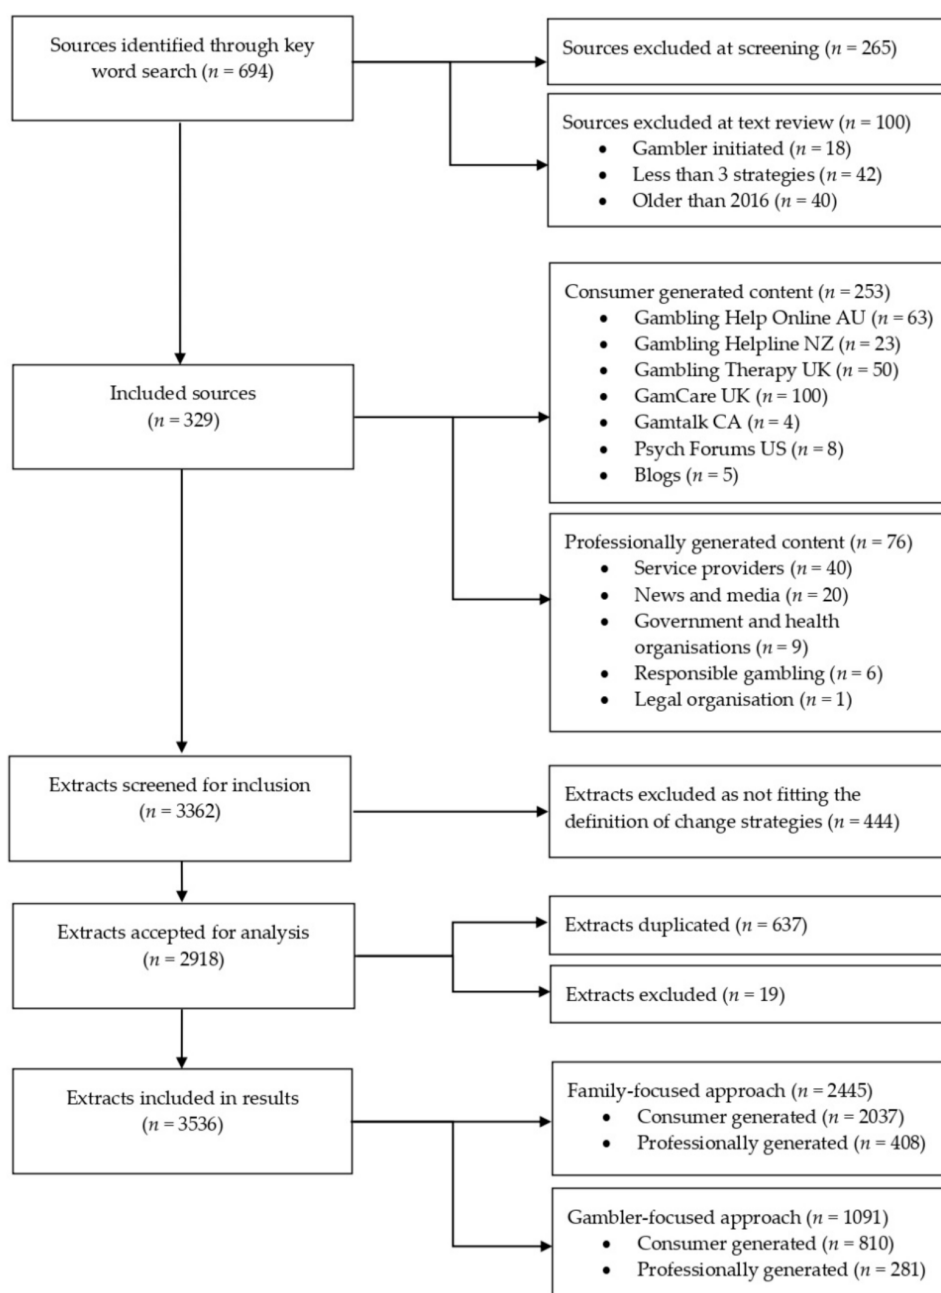 Sources identified through key
word search (n = 694)
Sources excluded at screening (n = 265)
Sources excluded at text review (n = 100)
• Gambler initiated (n = 18)
• Less than 3 strategies (n = 42)
• Older than 2016 (n = 40)
Included sources
(n = 329)
Consumer generated content (n = 253)
• Gambling Help Online AU (n = 63)
• Gambling Helpline NZ (n = 23)
• Gambling Therapy UK (n = 50)
• GamCare UK (n = 100)
• Gamtalk CA (n = 4)
• Psych Forums US (n = 8)
• Blogs (n = 5)
Professionally generated content (n = 76)
• Service providers (n = 40)
• News and media (n = 20)
• Government and health
organisations (n = 9)
• Responsible gambling (n = 6)
• Legal organisation (n = 1)
Extracts screened for inclusion
(n = 3362)
Extracts excluded as not fitting the
definition of change strategies (n = 444)
Extracts accepted for analysis
(n = 2918)
Extracts duplicated (n = 637)
Extracts excluded (n = 19)
Extracts included in results
(n = 3536)
Family-focused approach (n = 2445)
• Consumer generated (n = 2037)
• Professionally generated (n = 408)
Gambler-focused approach (n = 1091)
• Consumer generated (n = 810)
• Professionally generated (n = 281)